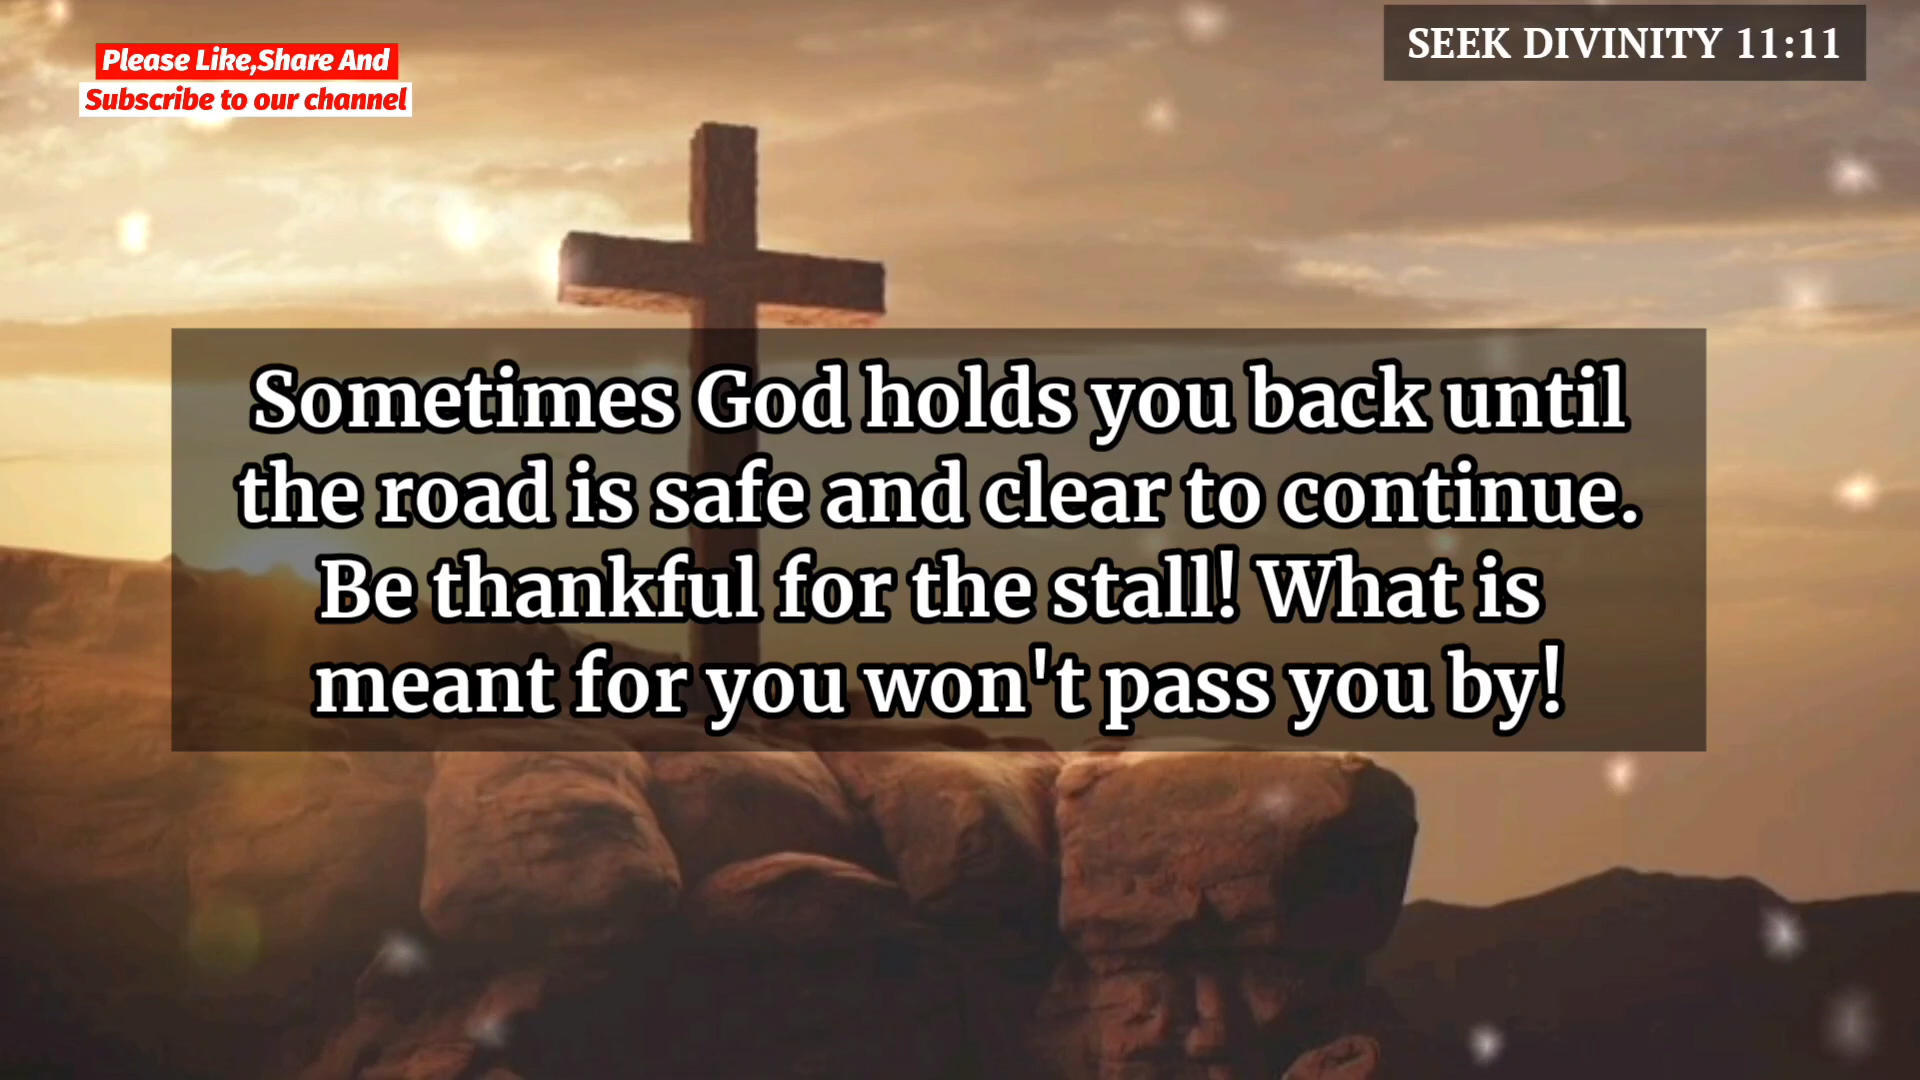 Please Like,Share And
Subscribe to our channel
SEEK DIVINITY 11:11
Sometimes God holds you back until
the road is safe and clear to continue.
Be thankful for the stall! What is
meant for you won't pass you by!